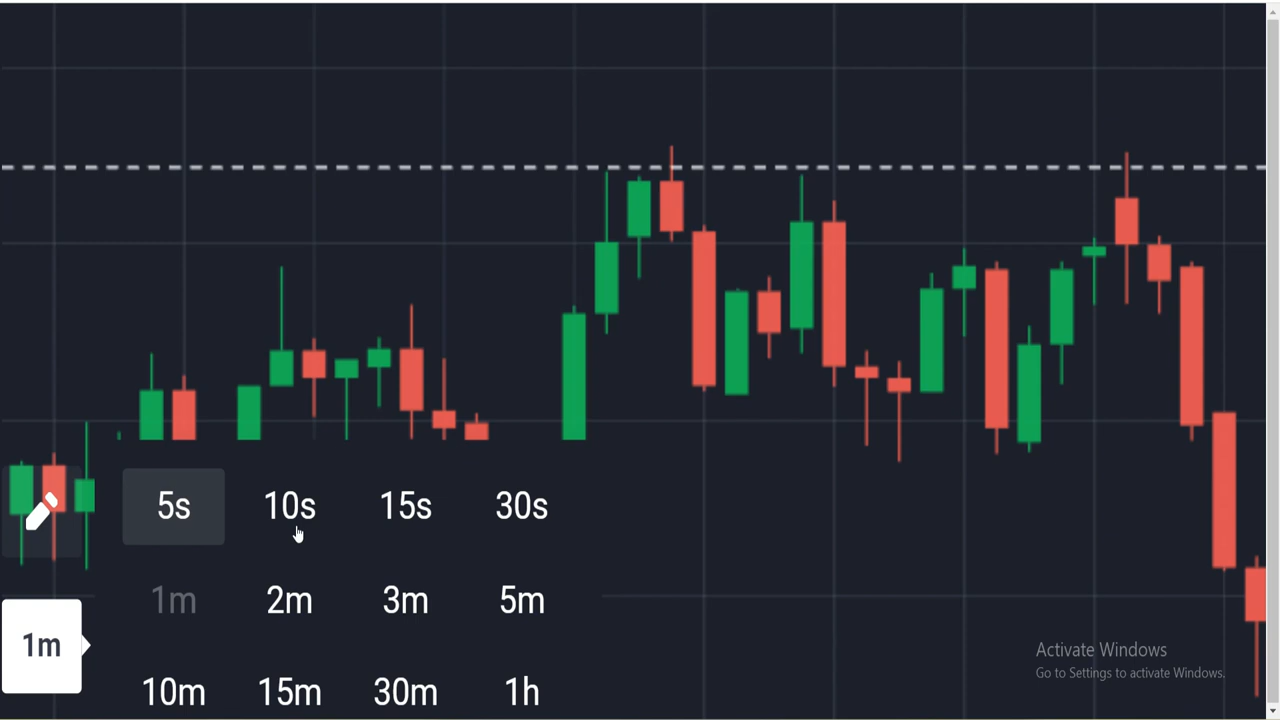 5s 10s 15s 30s
1m 2m 3m 5m
1m
10m 15m 30m 1h
Activate Windows
Go to Settings to activate Windows.